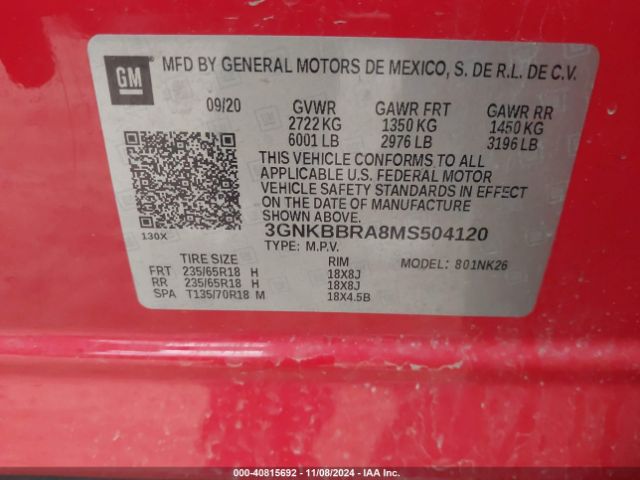 GM MFD BY GENERAL MOTORS DE MEXICO, S. DE R.L. DE C.V.
09/20 GVWR GAWR FRT GAWR RR
2722 KG 1350 KG 1450 KG
6001 LB 2976 LB 3196 LB
THIS VEHICLE CONFORMS TO ALL
APPLICABLE U.S. FEDERAL MOTOR
VEHICLE SAFETY STANDARDS IN EFFECT
ON THE DATE OF MANUFACTURE
SHOWN ABOVE.
130X 3GNKBBRA8MS504120
TYPE: M.P.V.
TIRE SIZE RIM MODEL: 801NK26
FRT 235/65R18 H 18X8J
RR 235/65R18 H 18X8J
SPA T135/70R18 M 18X4.5B
000-40815692 - 11/08/2024 - IAA Inc.